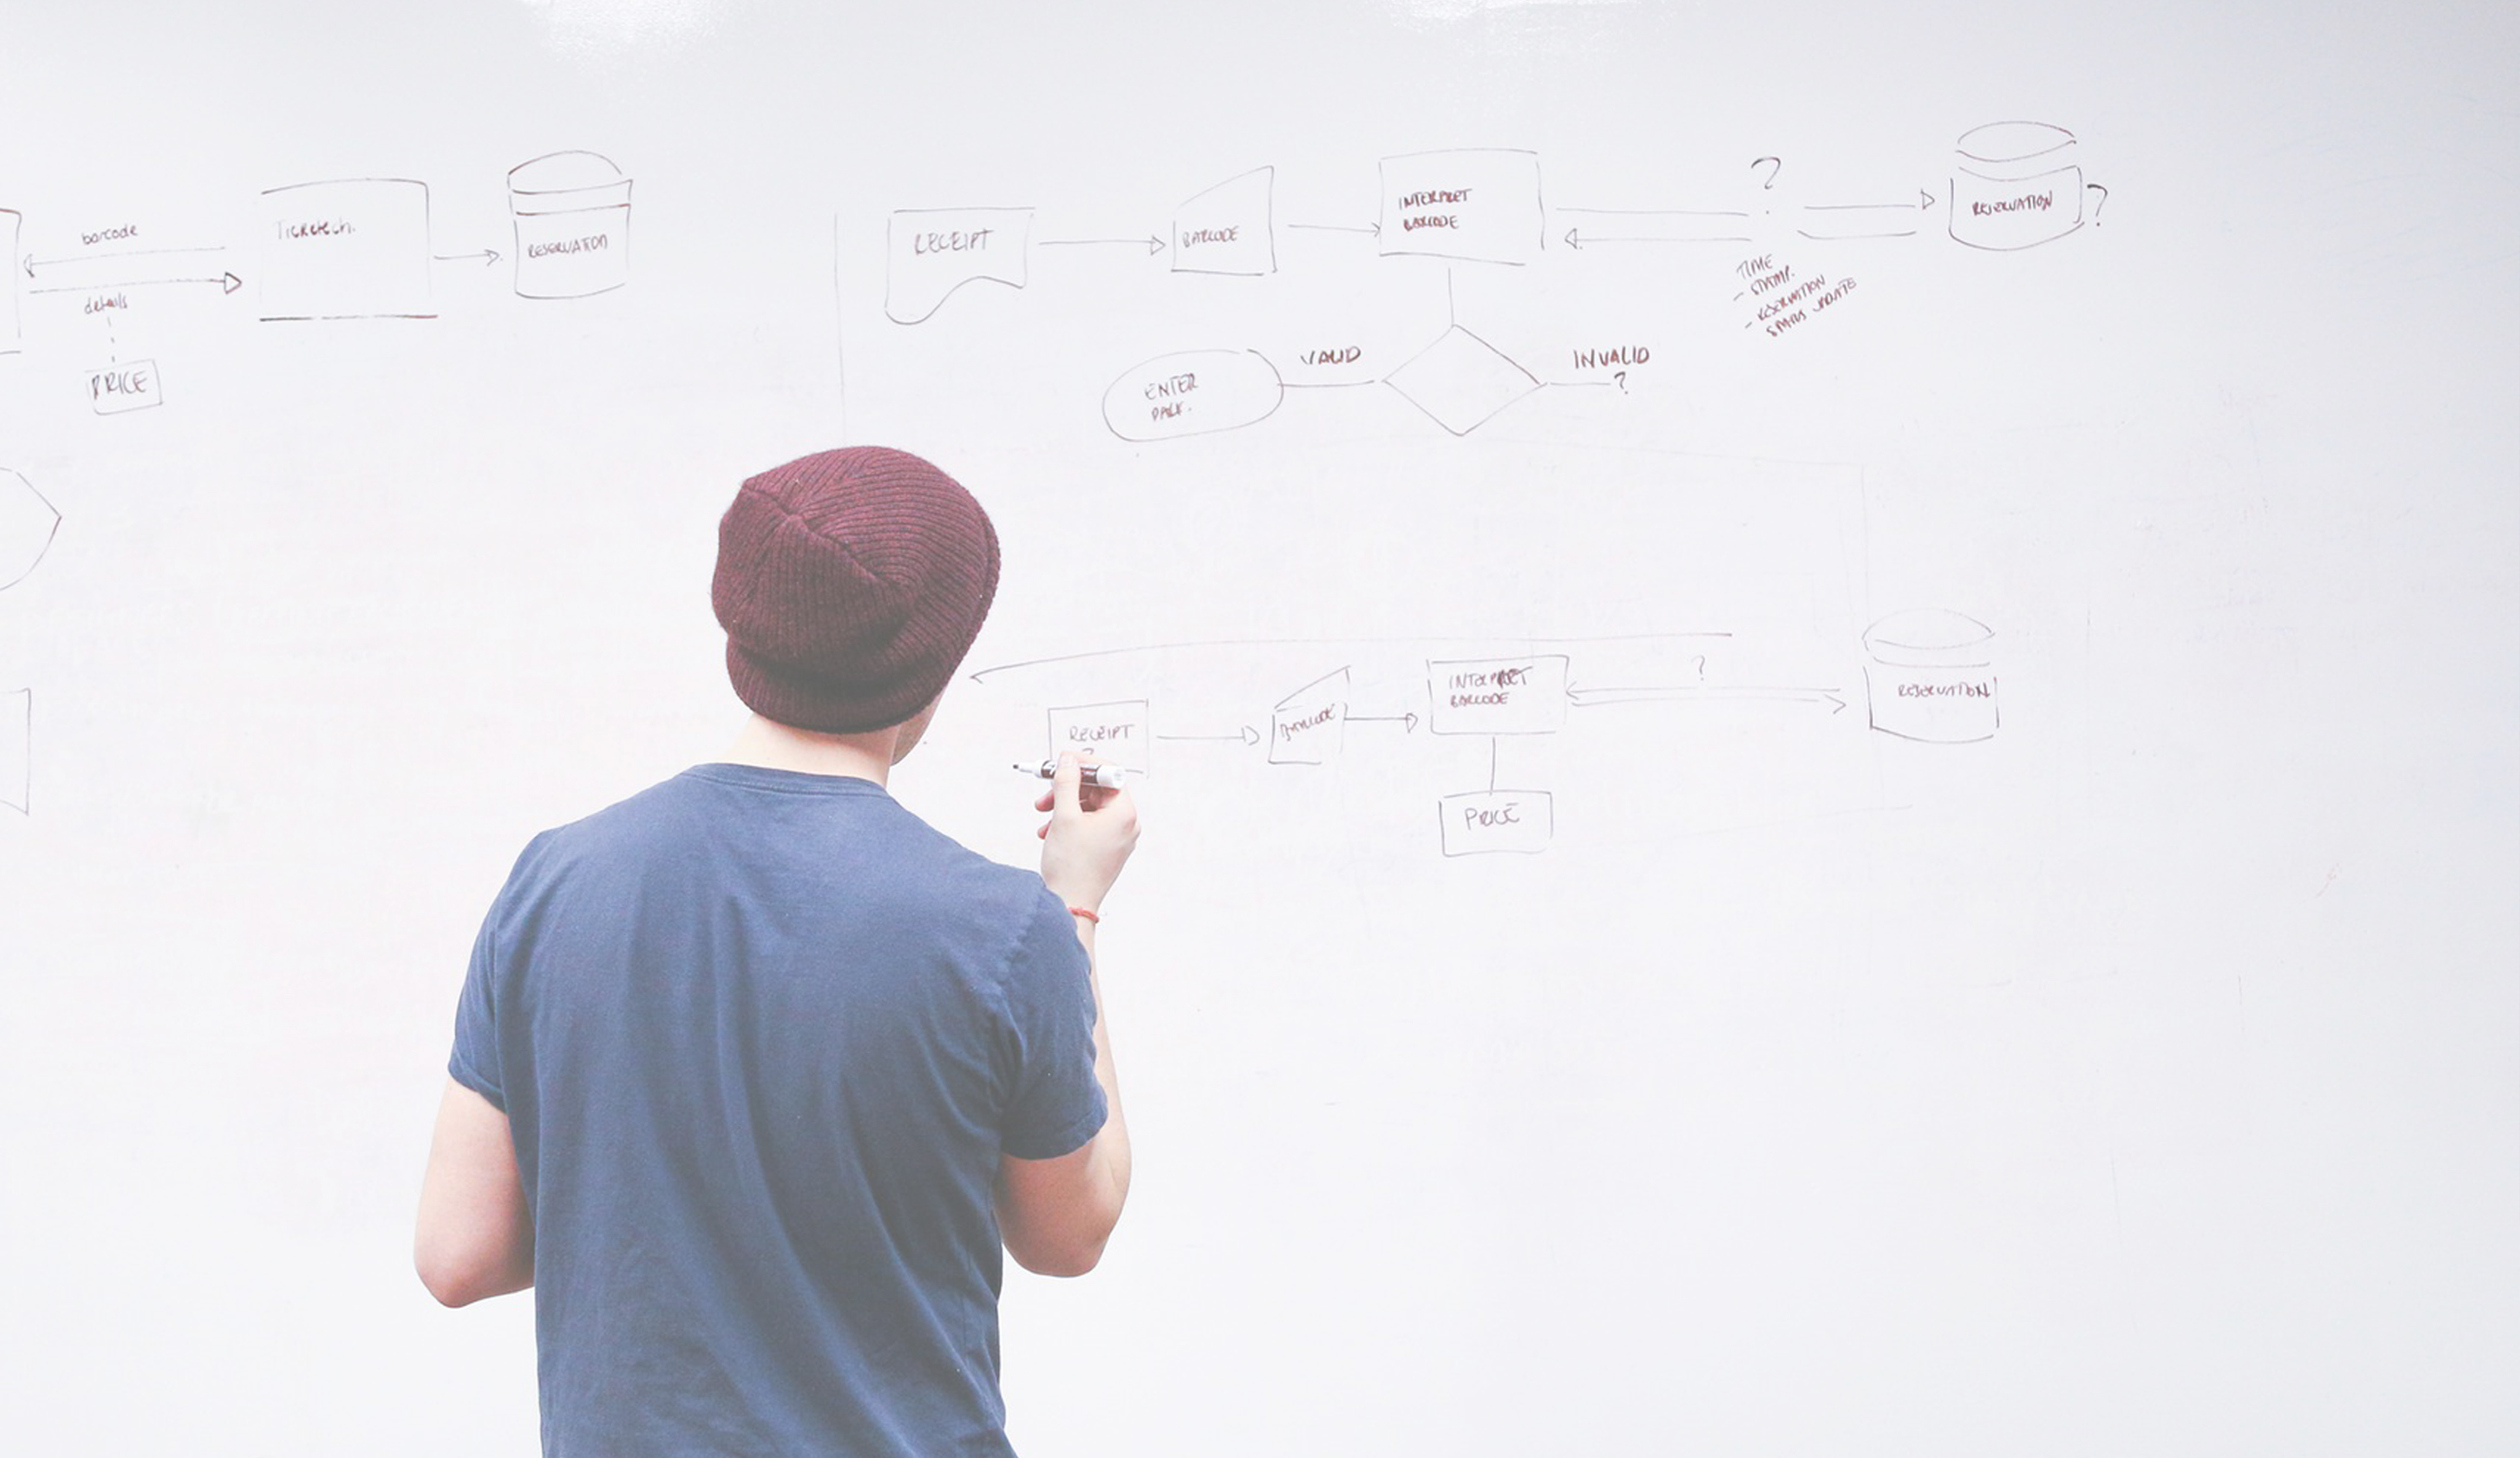 barcode
details
PRICE
Ticketech.
RESERVATION
RECEIPT
BARCODE
INTERPRET
BARCODE
?
RESERVATION
?
TIME
- STAMP.
- RESERVATION
STATUS UPDATE
VALID
INVALID
?
ENTER
PARK.
RECEIPT
?
BARCODE
INTERPRET
BARCODE
?
RESERVATION
PRICE